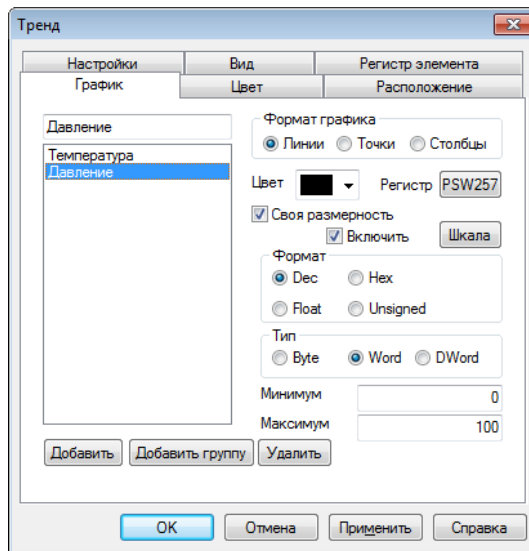 Тренд
Настройки Вид Регистр элемента
График Цвет Расположение
Давление
Температура
Давление
Формат графика
Линии Точки Столбцы
Цвет Регистр PSW257
Своя размерность
Включить Шкала
Формат
Dec Hex
Float Unsigned
Тип
Byte Word DWord
Минимум 0
Максимум 100
Добавить Добавить группу Удалить
OK Отмена Применить Справка